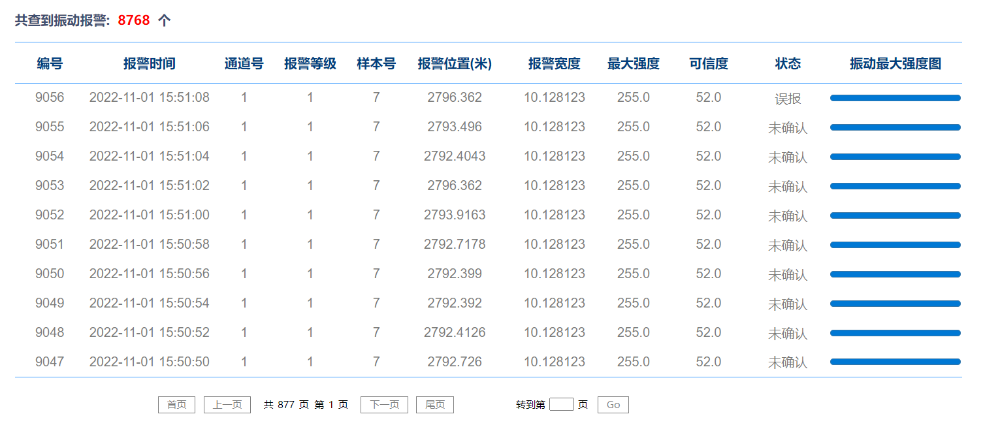 共查到振动报警: 8768 个
编号 报警时间 通道号 报警等级 样本号 报警位置(米) 报警宽度 最大强度 可信度 状态 振动最大强度图
9056 2022-11-01 15:51:08 1 1 7 2796.362 10.128123 255.0 52.0 误报
9055 2022-11-01 15:51:06 1 1 7 2793.496 10.128123 255.0 52.0 未确认
9054 2022-11-01 15:51:04 1 1 7 2792.4043 10.128123 255.0 52.0 未确认
9053 2022-11-01 15:51:02 1 1 7 2796.362 10.128123 255.0 52.0 未确认
9052 2022-11-01 15:51:00 1 1 7 2793.9163 10.128123 255.0 52.0 未确认
9051 2022-11-01 15:50:58 1 1 7 2792.7178 10.128123 255.0 52.0 未确认
9050 2022-11-01 15:50:56 1 1 7 2792.399 10.128123 255.0 52.0 未确认
9049 2022-11-01 15:50:54 1 1 7 2792.392 10.128123 255.0 52.0 未确认
9048 2022-11-01 15:50:52 1 1 7 2792.4126 10.128123 255.0 52.0 未确认
9047 2022-11-01 15:50:50 1 1 7 2792.726 10.128123 255.0 52.0 未确认
首页 上一页 共 877 页 第 1 页 下一页 尾页 转到第 页 Go